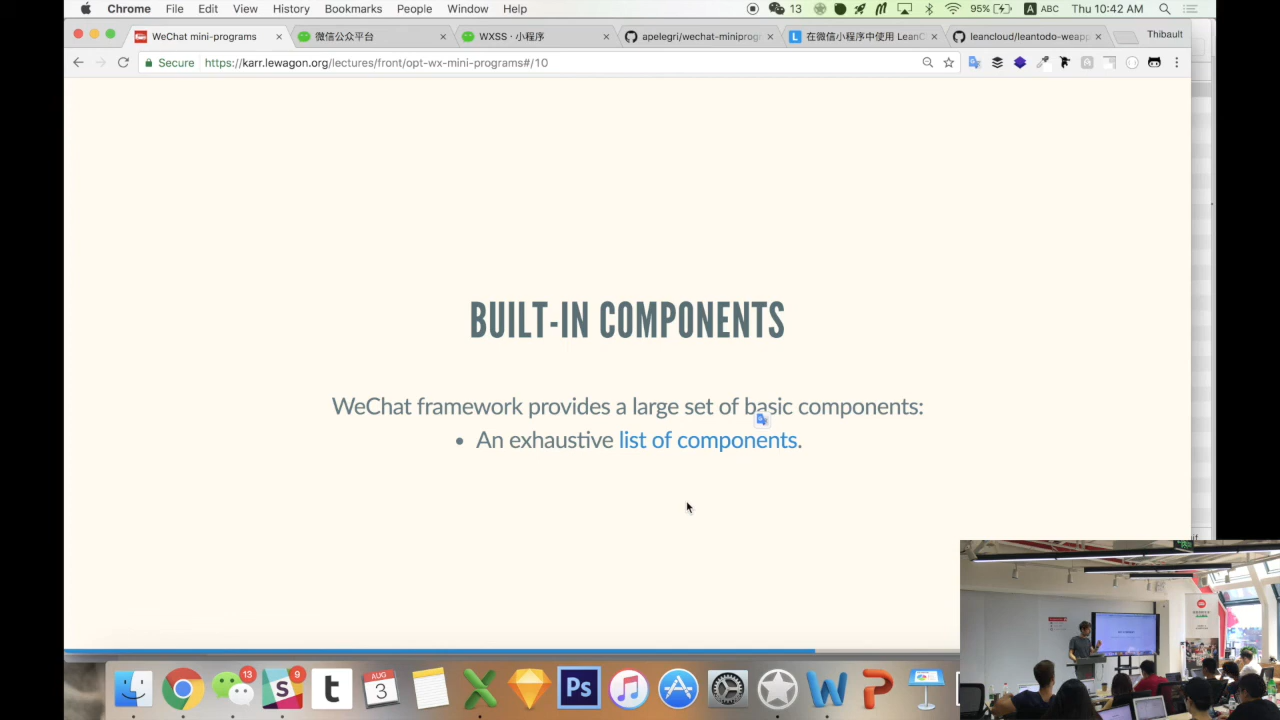 Chrome File Edit View History Bookmarks People Window Help 13 95% A ABC Thu 10:42 AM
WeChat mini-programs 微信公众平台 WXSS · 小程序 apelegri/wechat-miniprogr 在微信小程序中使用 LeanC leancloud/leantodo-weapp Thibault
Secure https://karr.lewagon.org/lectures/front/opt-wx-mini-programs#/10
BUILT-IN COMPONENTS
WeChat framework provides a large set of basic components:
• An exhaustive list of components.
13 9 AUG
t 3 Ps